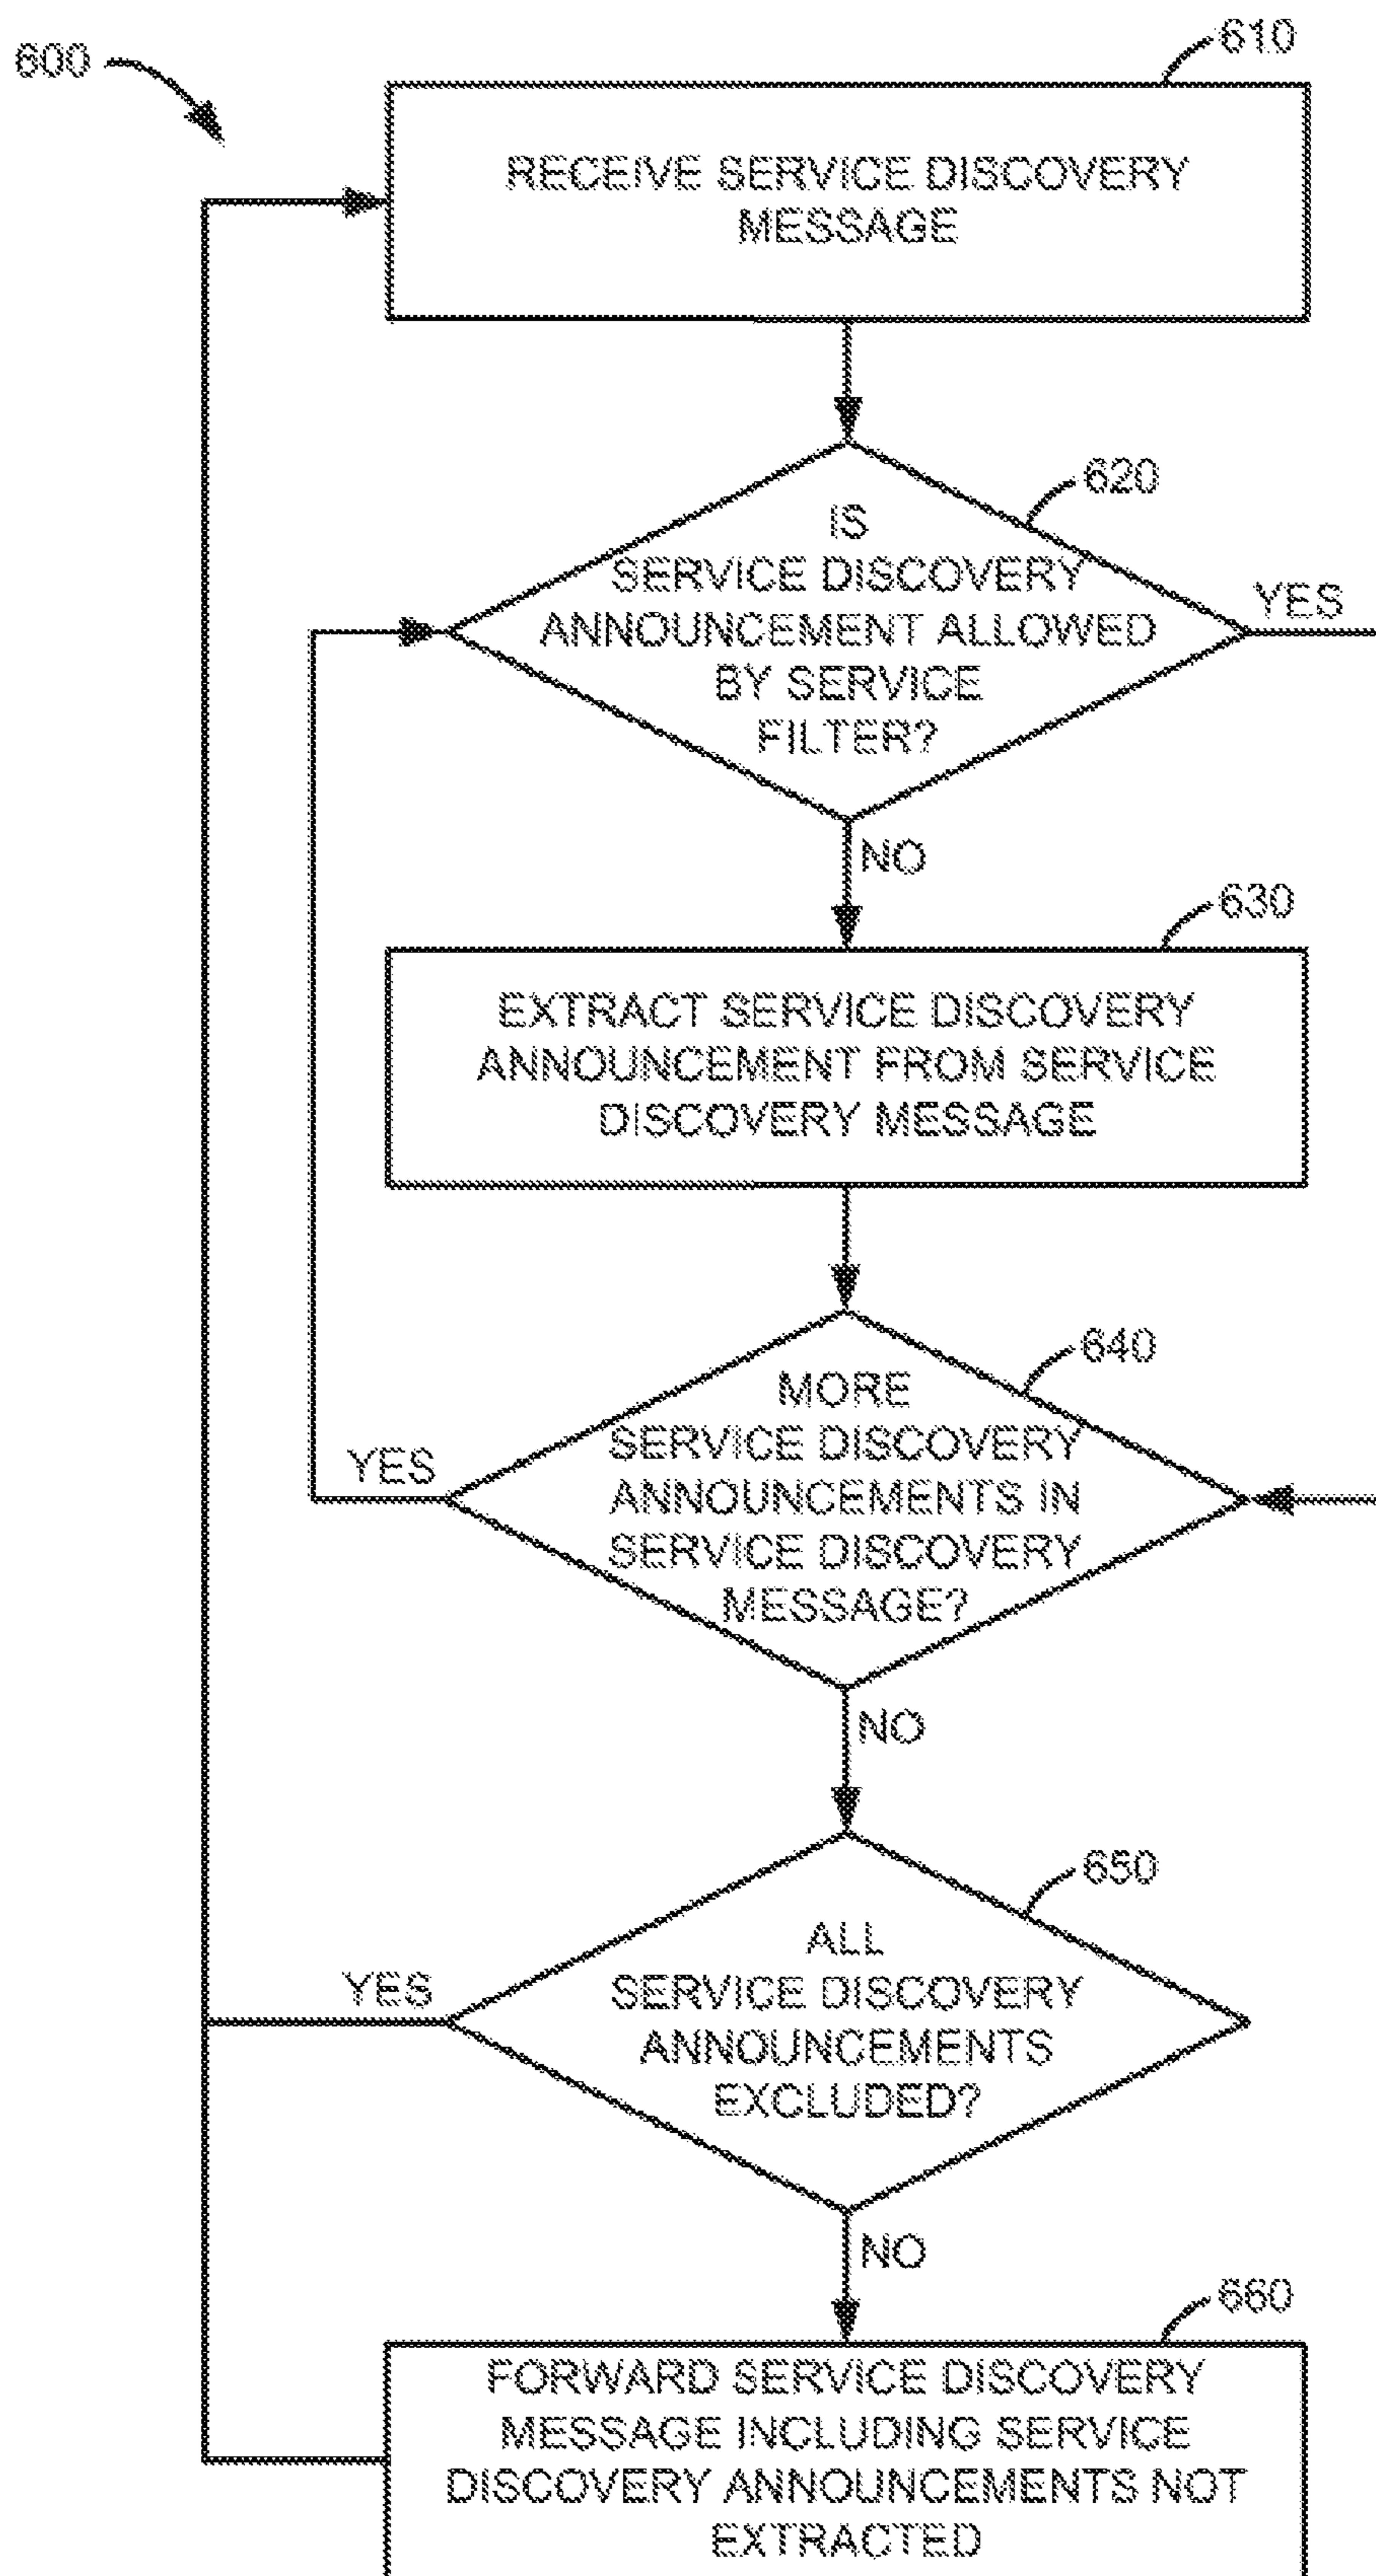 600
610
RECEIVE SERVICE DISCOVERY
MESSAGE
620
IS
SERVICE DISCOVERY
ANNOUNCEMENT ALLOWED
BY SERVICE
FILTER?
YES
NO
630
EXTRACT SERVICE DISCOVERY
ANNOUNCEMENT FROM SERVICE
DISCOVERY MESSAGE
640
MORE
SERVICE DISCOVERY
ANNOUNCEMENTS IN
SERVICE DISCOVERY
MESSAGE?
YES
NO
650
ALL
SERVICE DISCOVERY
ANNOUNCEMENTS
EXCLUDED?
YES
NO
660
FORWARD SERVICE DISCOVERY
MESSAGE INCLUDING SERVICE
DISCOVERY ANNOUNCEMENTS NOT
EXTRACTED